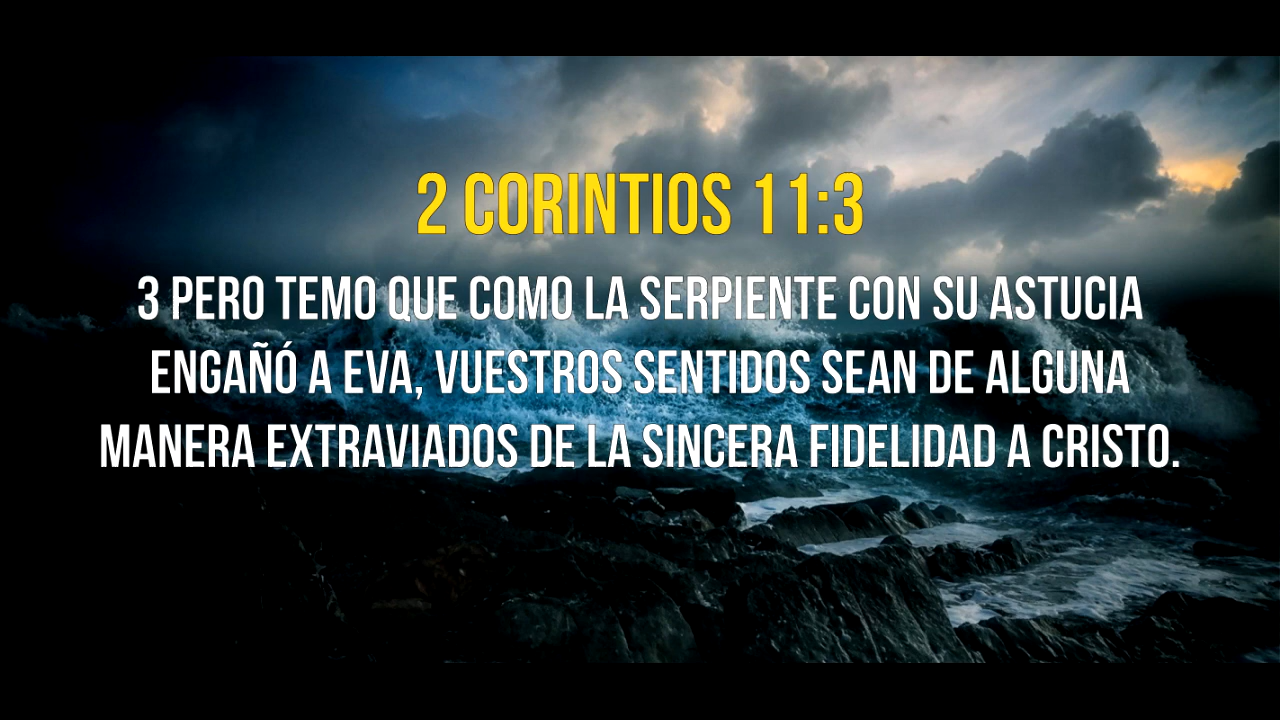 2 CORINTIOS 11:3
3 PERO TEMO QUE COMO LA SERPIENTE CON SU ASTUCIA
ENGAÑÓ A EVA, VUESTROS SENTIDOS SEAN DE ALGUNA
MANERA EXTRAVIADOS DE LA SINCERA FIDELIDAD A CRISTO.